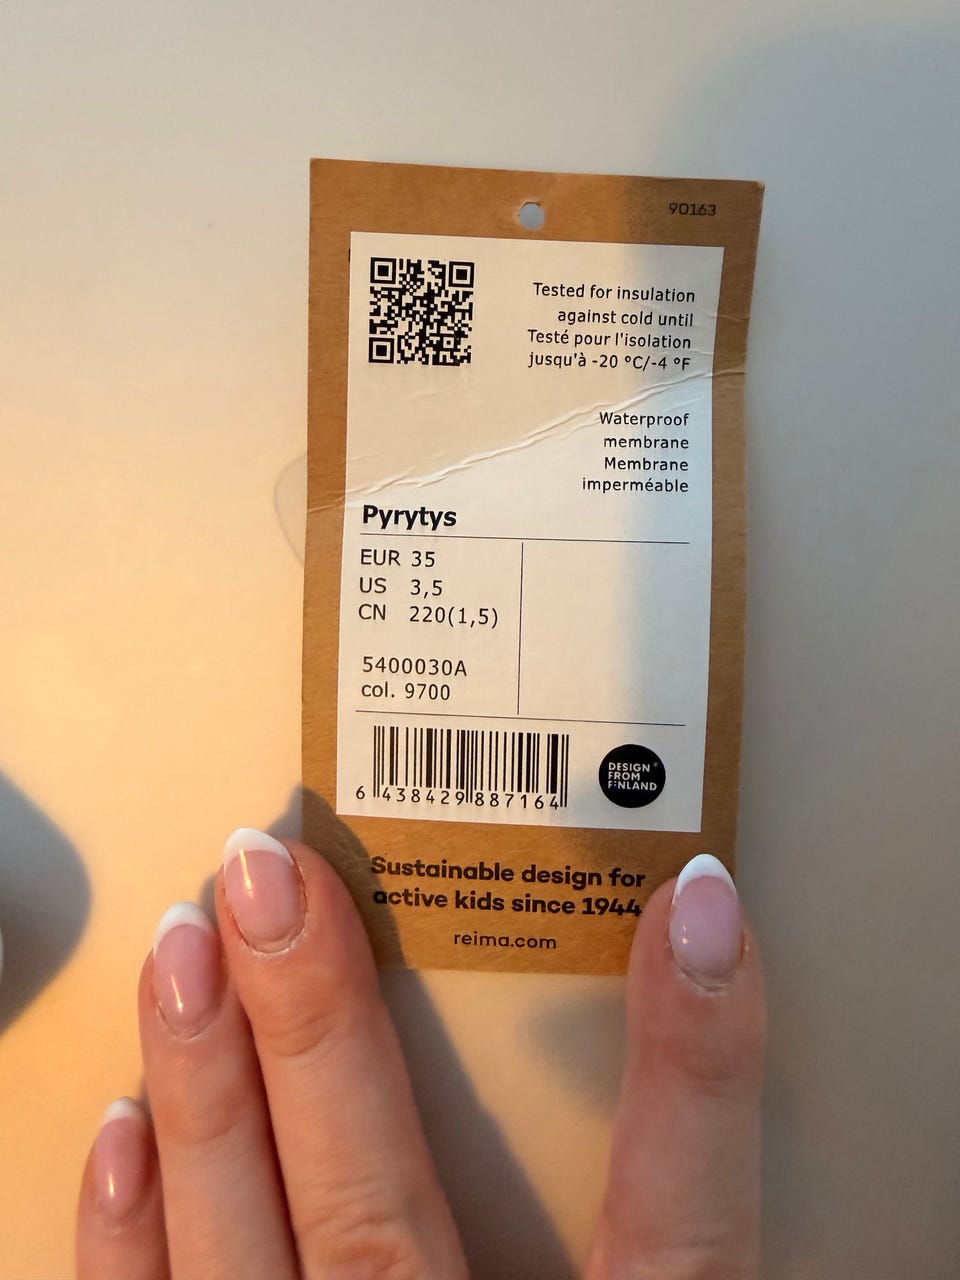 90163
Tested for insulation
against cold until
Testé pour l'isolation
jusqu'à -20 °C/-4 °F
Waterproof
membrane
Membrane
imperméable
Pyrytys
EUR 35
US 3,5
CN 220(1,5)
5400030A
col. 9700
6 438429 887164
DESIGN
FROM
FINLAND
Sustainable design for
active kids since 1944
reima.com